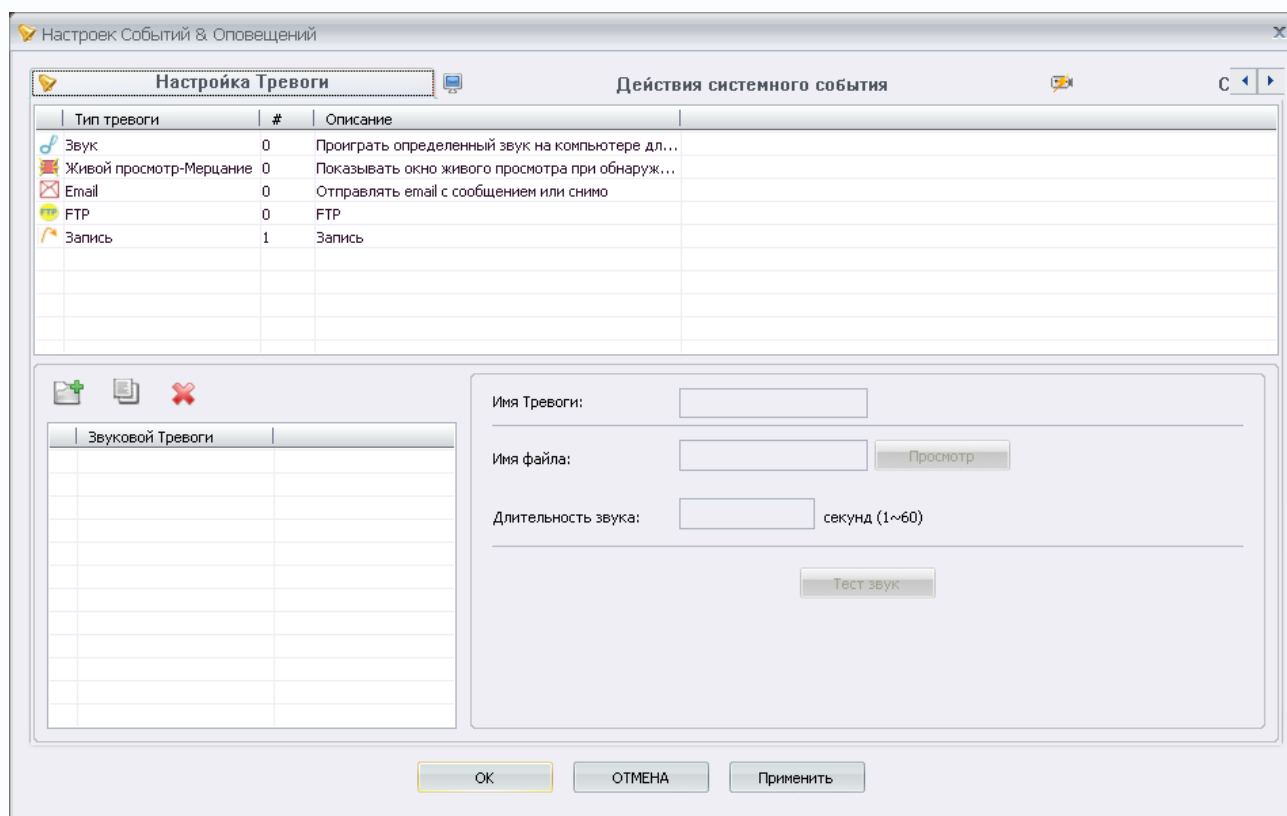 Настроек Событий & Оповещений
Настройка Тревоги Действия системного события С
Тип тревоги # Описание
Звук 0 Проиграть определенный звук на компьютере дл...
Живой просмотр-Мерцание 0 Показывать окно живого просмотра при обнаруж...
Email 0 Отправлять email с сообщением или снимо
FTP FTP 0 FTP
Запись 1 Запись
Имя Тревоги:
Звуковой Тревоги
Имя файла: Просмотр
Длительность звука: секунд (1~60)
Тест звук
OK ОТМЕНА Применить